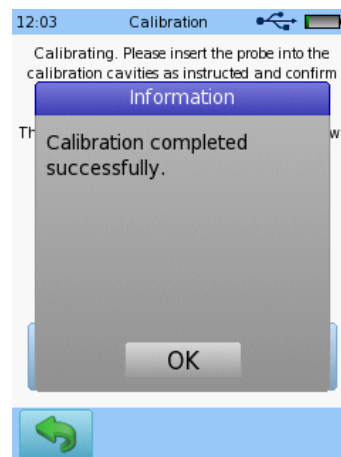 12:03 Calibration
Calibrating. Please insert the probe into the
calibration cavities as instructed and confirm
Information
Calibration completed
successfully.
OK